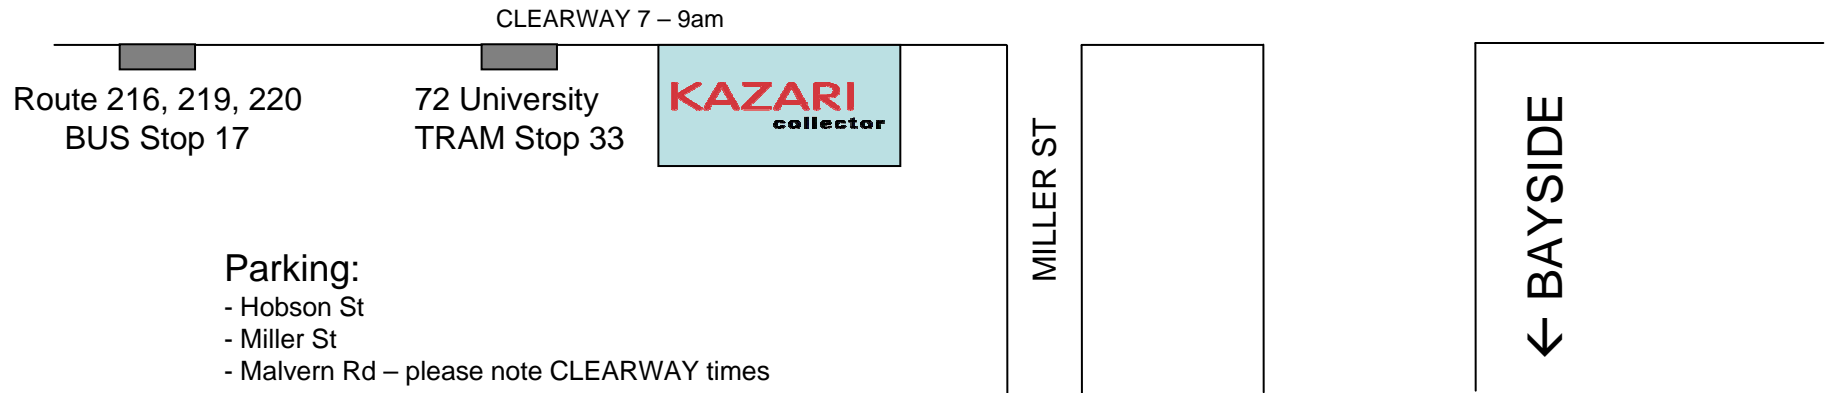 CLEARWAY 7 – 9am
Route 216, 219, 220
BUS Stop 17
72 University
TRAM Stop 33
KAZARI
collector
MILLER ST
← BAYSIDE
Parking:
- Hobson St
- Miller St
- Malvern Rd – please note CLEARWAY times